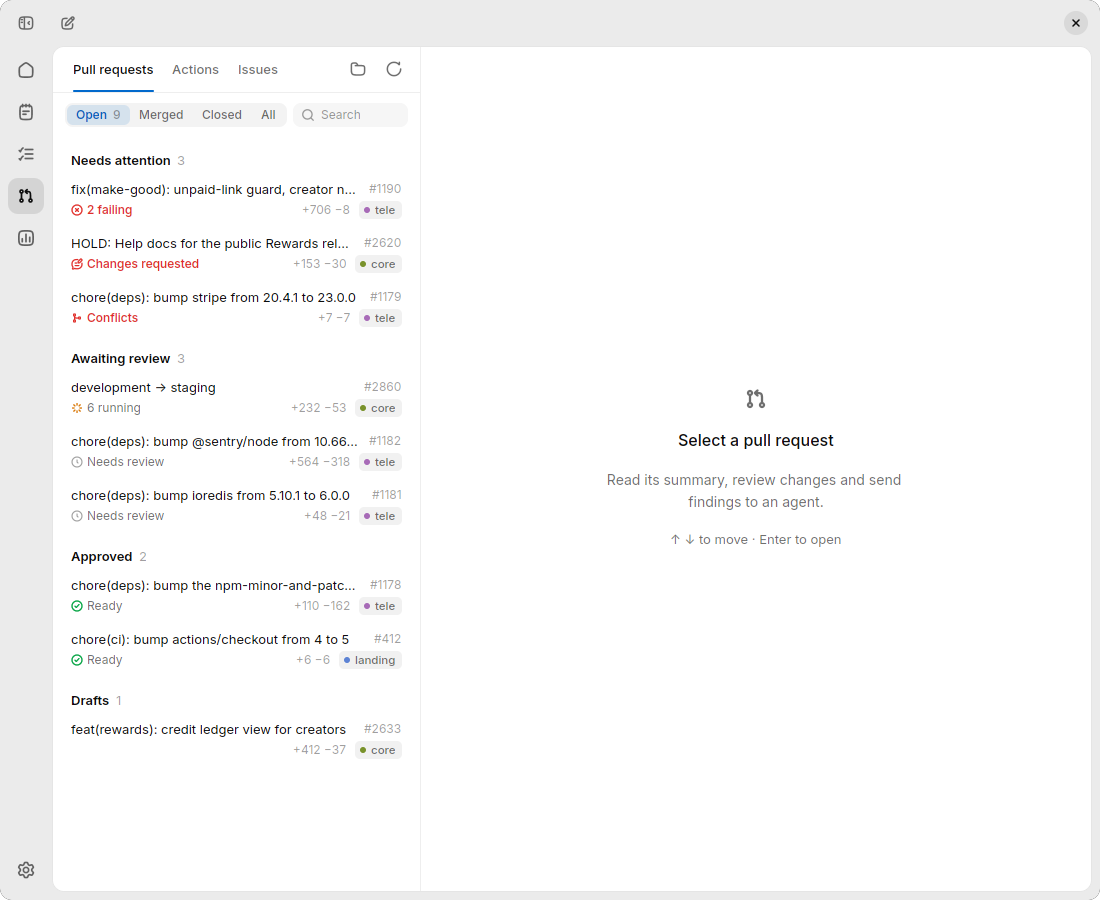 Pull requests Actions Issues
Open 9 Merged Closed All Search
Needs attention 3
fix(make-good): unpaid-link guard, creator n... #1190
2 failing +706 −8 tele
HOLD: Help docs for the public Rewards rel... #2620
Changes requested +153 −30 core
chore(deps): bump stripe from 20.4.1 to 23.0.0 #1179
Conflicts +7 −7 tele
Awaiting review 3
development → staging #2860
6 running +232 −53 core
chore(deps): bump @sentry/node from 10.66... #1182
Needs review +564 −318 tele
chore(deps): bump ioredis from 5.10.1 to 6.0.0 #1181
Needs review +48 −21 tele
Approved 2
chore(deps): bump the npm-minor-and-patc... #1178
Ready +110 −162 tele
chore(ci): bump actions/checkout from 4 to 5 #412
Ready +6 −6 landing
Drafts 1
feat(rewards): credit ledger view for creators #2633
+412 −37 core
Select a pull request
Read its summary, review changes and send
findings to an agent.
↑ ↓ to move · Enter to open